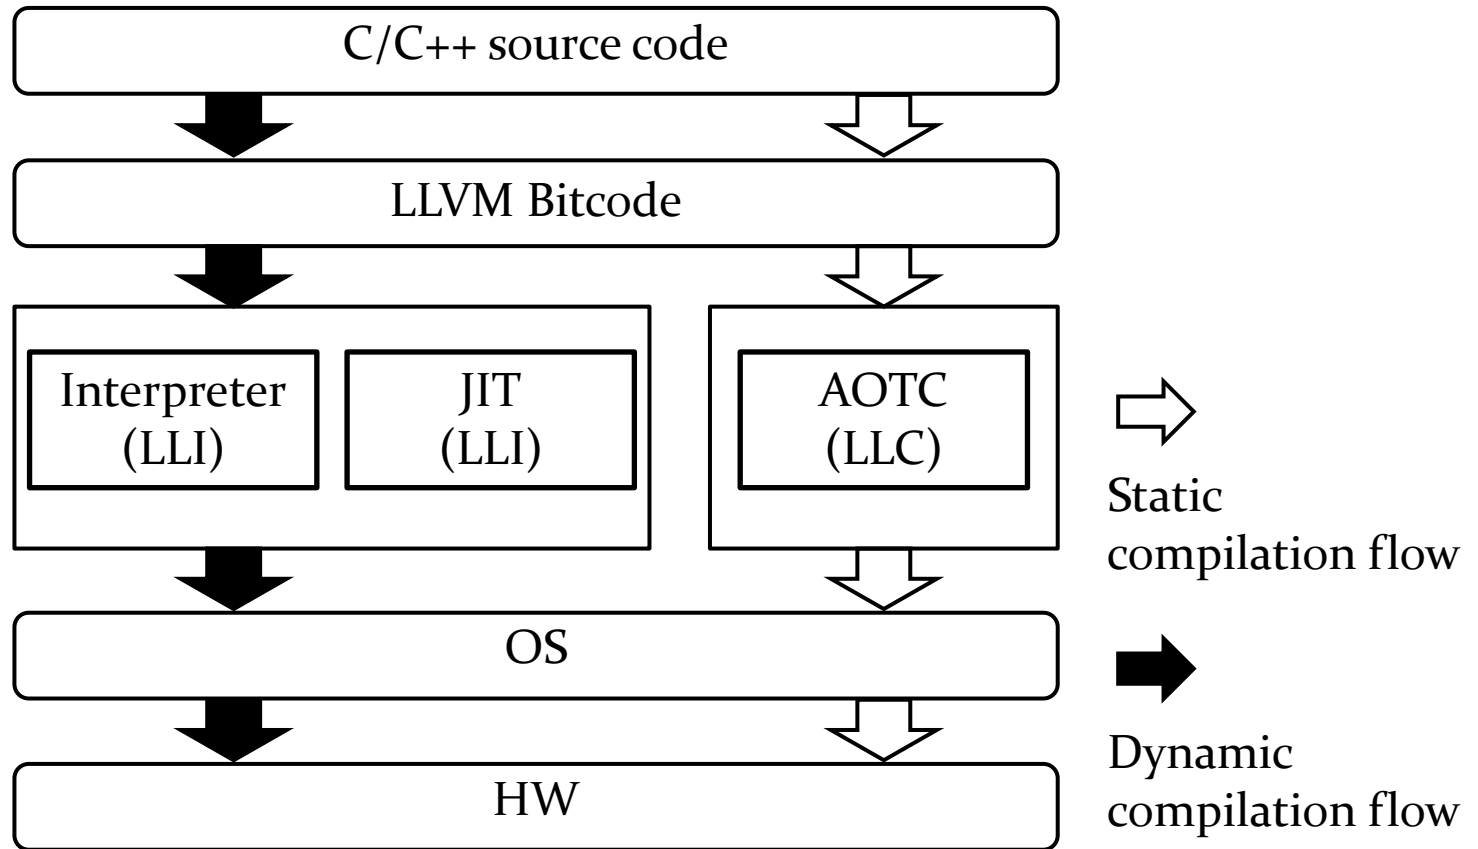 C/C++ source code
LLVM Bitcode
Interpreter
(LLI)
JIT
(LLI)
AOTC
(LLC)
OS
HW
Static
compilation flow
Dynamic
compilation flow